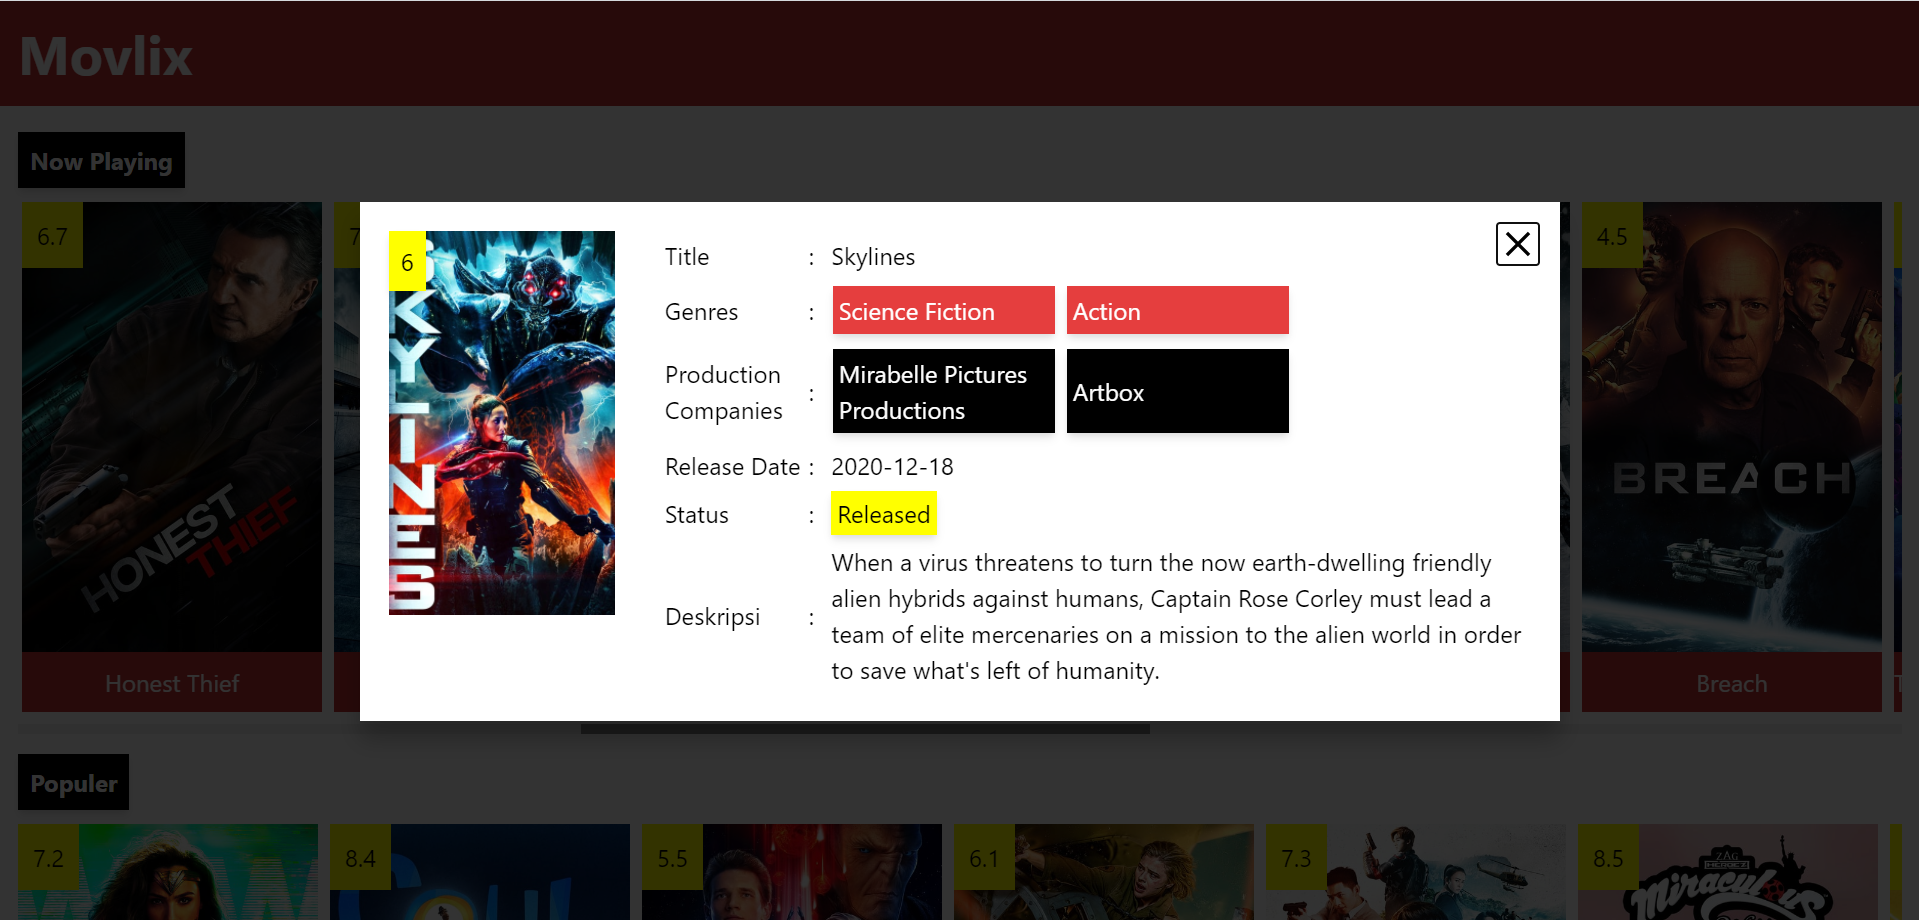 Movlix
Now Playing
6.7
7
4.5
HONEST
THIEF
Honest Thief
BREACH
Breach
T
6
SKYLINES
Title : Skylines
Genres : Science Fiction Action
Production
Companies : Mirabelle Pictures
Productions Artbox
Release Date : 2020-12-18
Status : Released
Deskripsi : When a virus threatens to turn the now earth-dwelling friendly
alien hybrids against humans, Captain Rose Corley must lead a
team of elite mercenaries on a mission to the alien world in order
to save what's left of humanity.
Populer
7.2
8.4
5.5
6.1
7.3
8.5
ZAG
HEROEZ
Miraculous